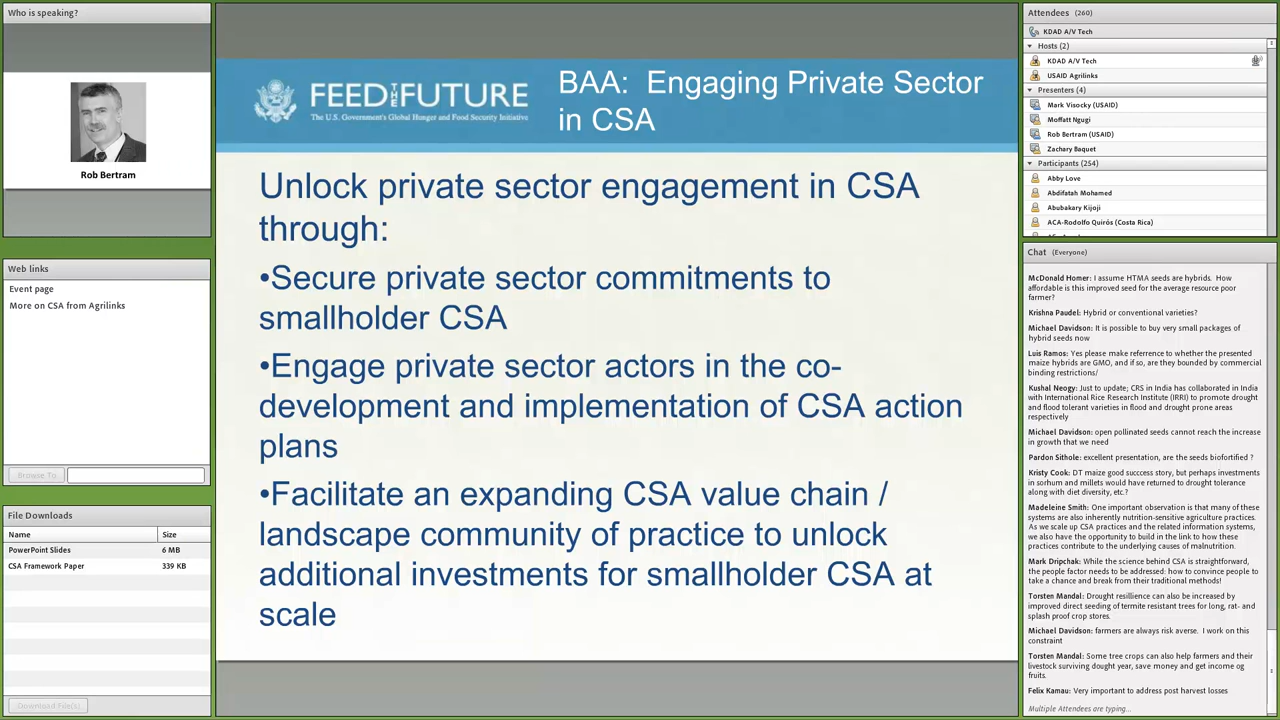 Who is speaking?
Rob Bertram
Web links
Event page
More on CSA from Agrilinks
Browse To
File Downloads
Name Size
PowerPoint Slides 6 MB
CSA Framework Paper 339 KB
Download File(s)
FEED THE FUTURE
The U.S. Government's Global Hunger and Food Security Initiative
BAA: Engaging Private Sector
in CSA
Unlock private sector engagement in CSA
through:
•Secure private sector commitments to
smallholder CSA
•Engage private sector actors in the co-
development and implementation of CSA action
plans
•Facilitate an expanding CSA value chain /
landscape community of practice to unlock
additional investments for smallholder CSA at
scale
Attendees (260)
KDAD A/V Tech
Hosts (2)
KDAD A/V Tech
USAID Agrilinks
Presenters (4)
Mark Visocky (USAID)
Moffatt Ngugi
Rob Bertram (USAID)
Zachary Baquet
Participants (254)
Abby Love
Abdifatah Mohamed
Abubakary Kijoji
ACA-Rodolfo Quirós (Costa Rica)
Chat (Everyone)
McDonald Homer: I assume HTMA seeds are hybrids. How
affordable is this improved seed for the average resource poor
farmer?
Krishna Paudel: Hybrid or conventional varieties?
Michael Davidson: It is possible to buy very small packages of
hybrid seeds now
Luis Ramos: Yes please make referrence to whether the presented
maize hybrids are GMO, and if so, are they bounded by commercial
binding restrictions/
Kushal Neogy: Just to update; CRS in India has collaborated in India
with International Rice Research Institute (IRRI) to promote drought
and flood tolerant varieties in flood and drought prone areas
respectively
Michael Davidson: open pollinated seeds cannot reach the increase
in growth that we need
Pardon Sithole: excellent presentation, are the seeds biofortified ?
Kristy Cook: DT maize good succcess story, but perhaps investments
in sorhum and millets would have returned to drought tolerance
along with diet diversity, etc.?
Madeleine Smith: One important observation is that many of these
systems are also inherently nutrition-sensitive agriculture practices.
As we scale up CSA practices and the related information systems,
we also have the opportunity to build in the link to how these
practices contribute to the underlying causes of malnutrition.
Mark Dripchak: While the science behind CSA is straightforward,
the people factor needs to be addressed: how to convince people to
take a chance and break from their traditional methods!
Torsten Mandal: Drought resillience can also be increased by
improved direct seeding of termite resistant trees for long, rat- and
splash proof crop stores.
Michael Davidson: farmers are always risk averse. I work on this
constraint
Torsten Mandal: Some tree crops can also help farmers and their
livestock surviving dought year, save money and get income og
fruits.
Felix Kamau: Very important to address post harvest losses
Multiple Attendees are typing...